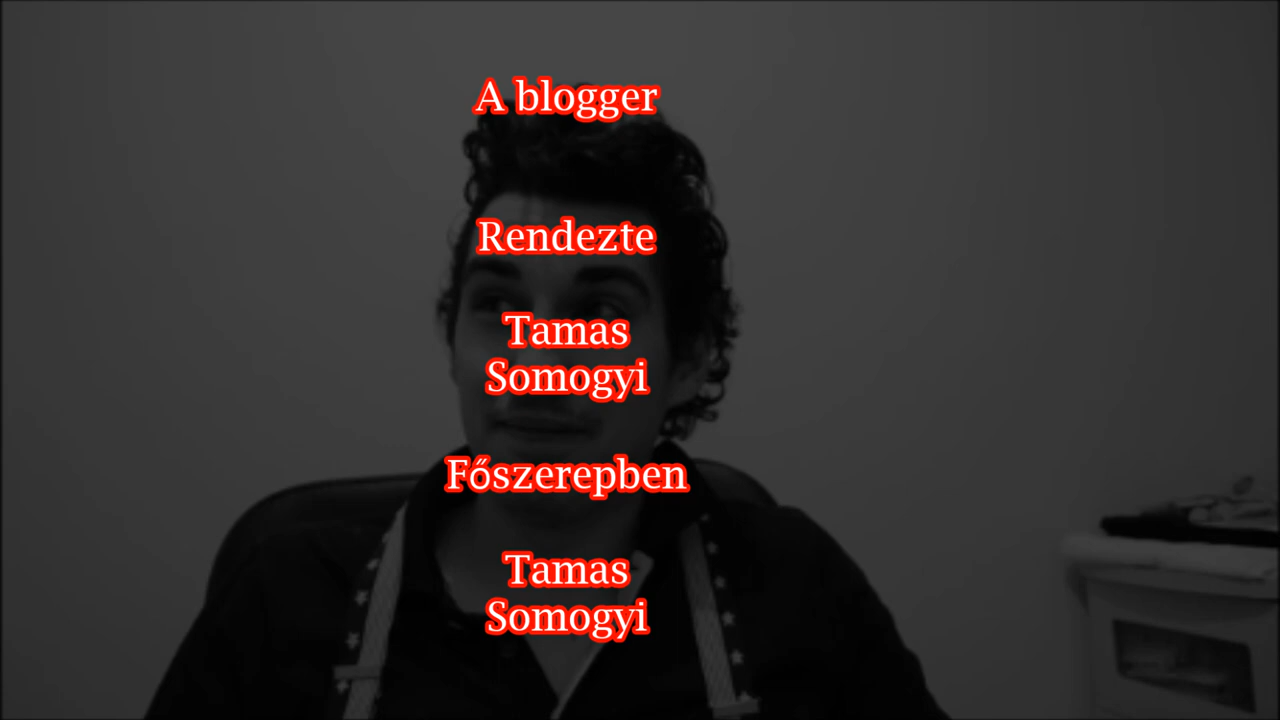 A blogger
Rendezte
Tamas
Somogyi
Főszerepben
Tamas
Somogyi